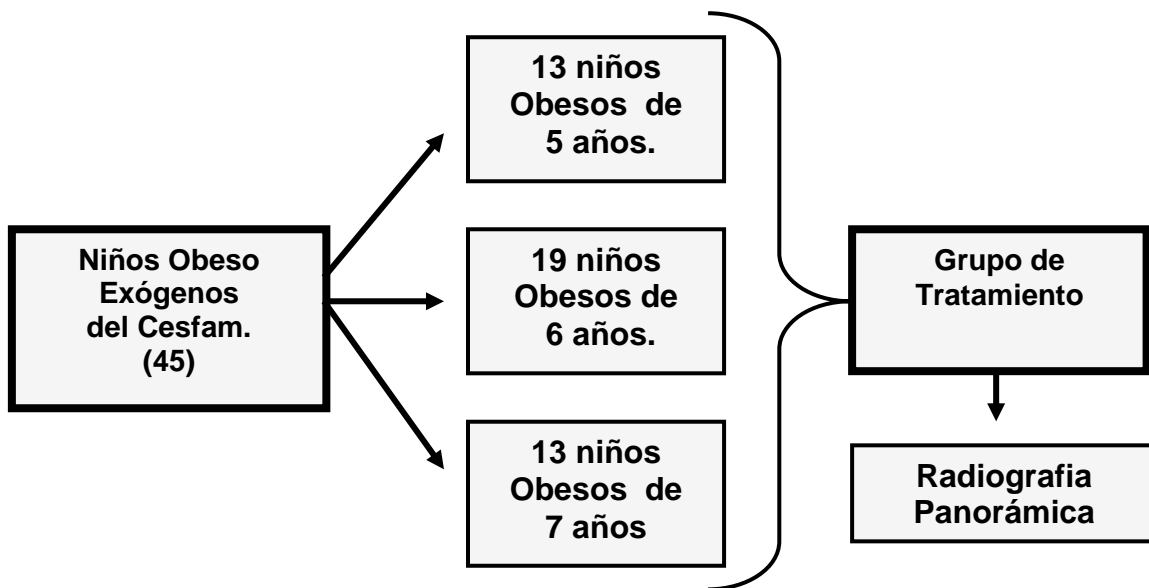 Niños Obeso
Exógenos
del Cesfam.
(45)
13 niños
Obesos de
5 años.
19 niños
Obesos de
6 años.
13 niños
Obesos de
7 años
Grupo de
Tratamiento
Radiografia
Panorámica